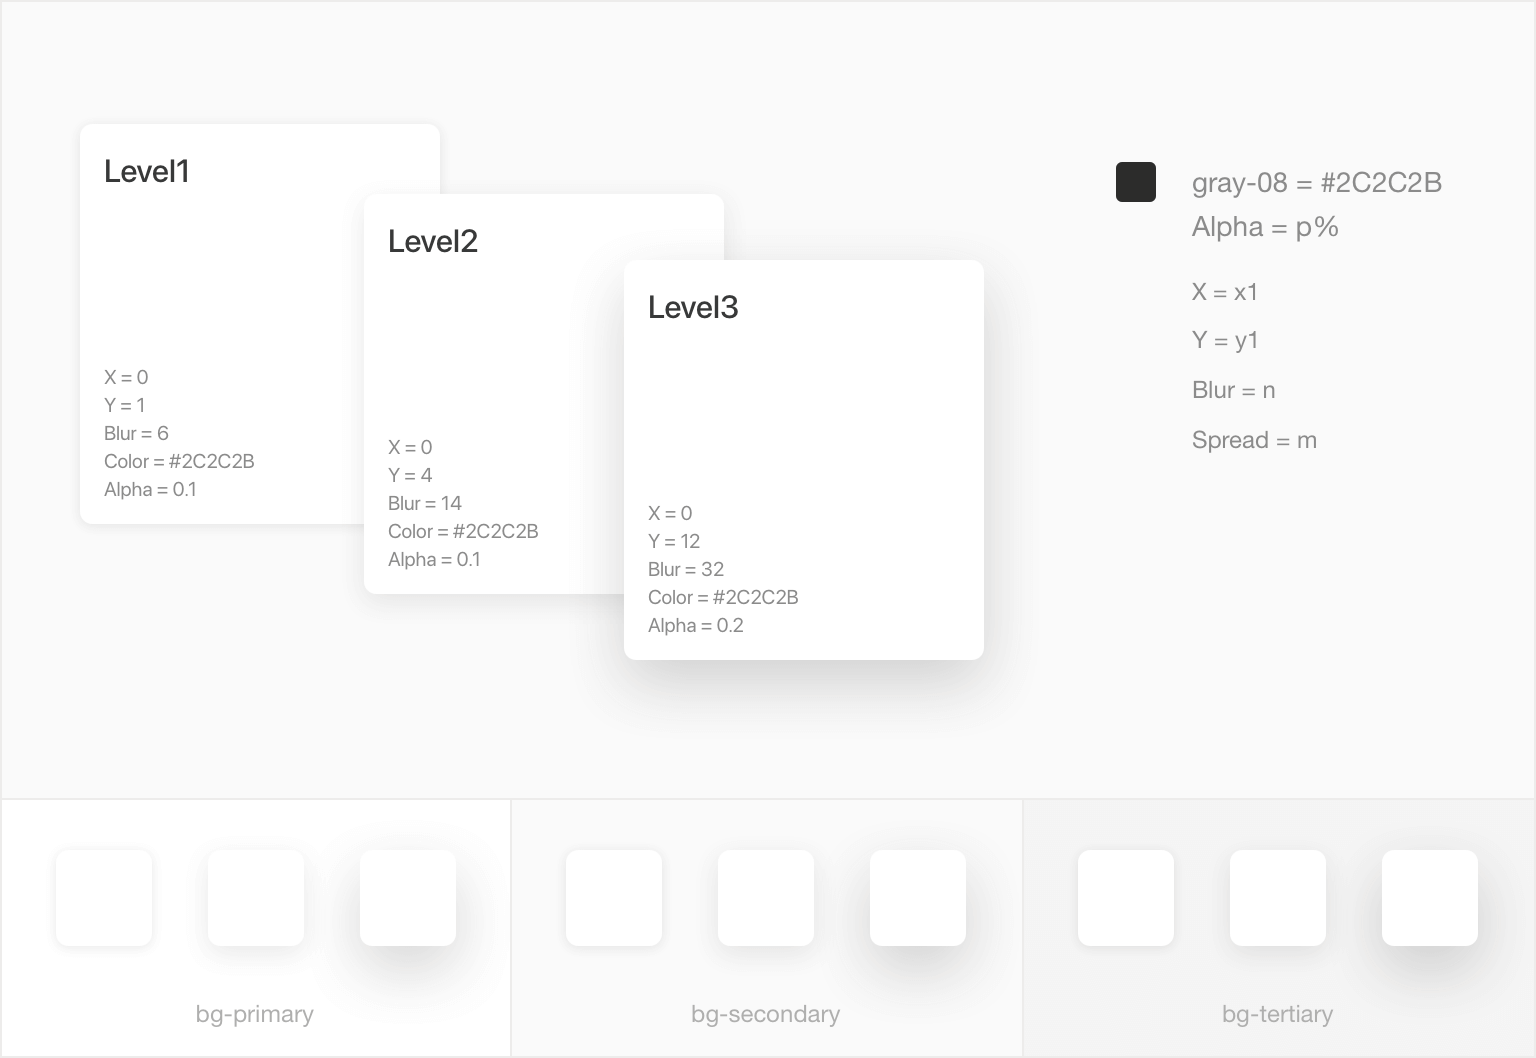 Level1
X = 0
Y = 1
Blur = 6
Color = #2C2C2B
Alpha = 0.1
Level2
X = 0
Y = 4
Blur = 14
Color = #2C2C2B
Alpha = 0.1
Level3
X = 0
Y = 12
Blur = 32
Color = #2C2C2B
Alpha = 0.2
gray-08 = #2C2C2B
Alpha = p%
X = x1
Y = y1
Blur = n
Spread = m
bg-primary
bg-secondary
bg-tertiary